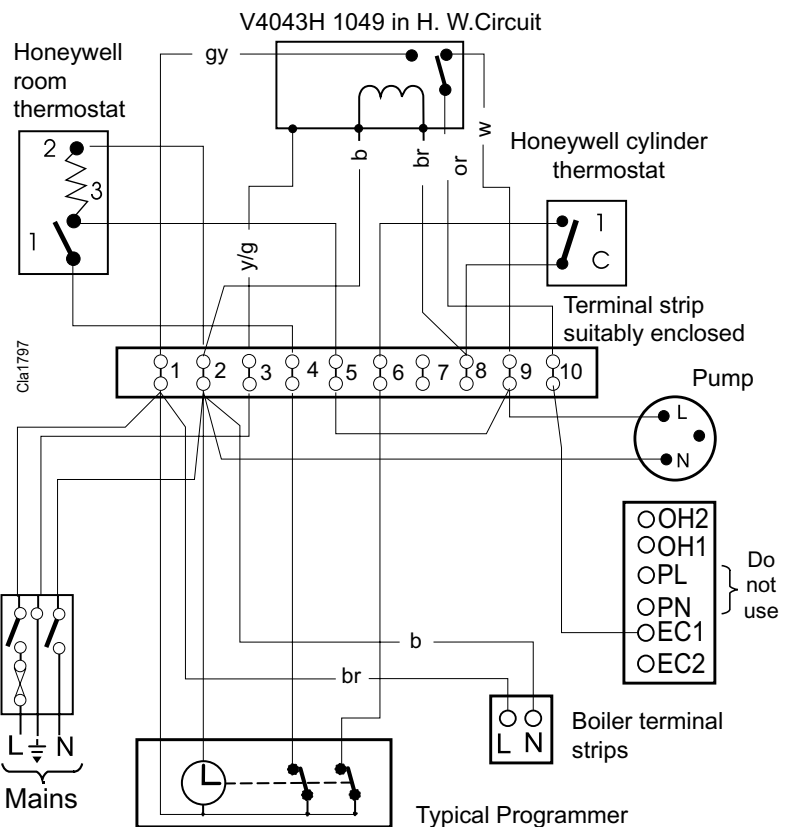 V4043H 1049 in H. W.Circuit
Honeywell
room
thermostat
gy
2
3
1
b
br
or
w
y/g
Honeywell cylinder
thermostat
1
C
Terminal strip
suitably enclosed
Cla1797
1 2 3 4 5 6 7 8 9 10
Pump
L
N
OH2
OH1
PL
PN
EC1
EC2
Do
not
use
b
br
L N
Boiler terminal
strips
L N
Mains
Typical Programmer